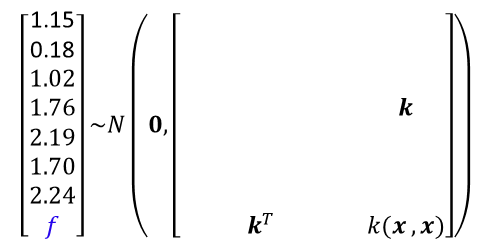 1.15
0.18
1.02
1.76
2.19
1.70
2.24
f
~N
0,
k
k^T
k(x , x)